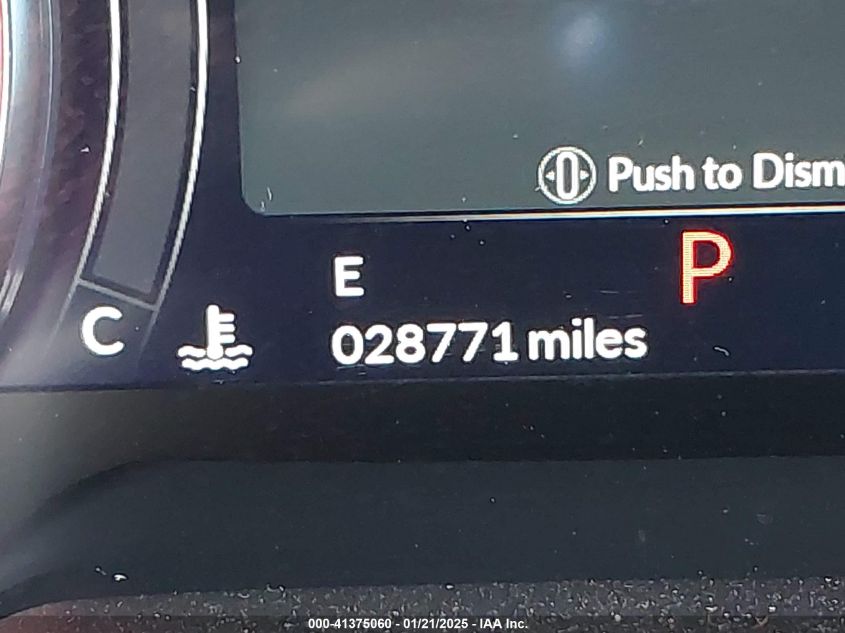 Push to Dism
E
P
C
028771 miles
000-41375060 - 01/21/2025 - IAA Inc.